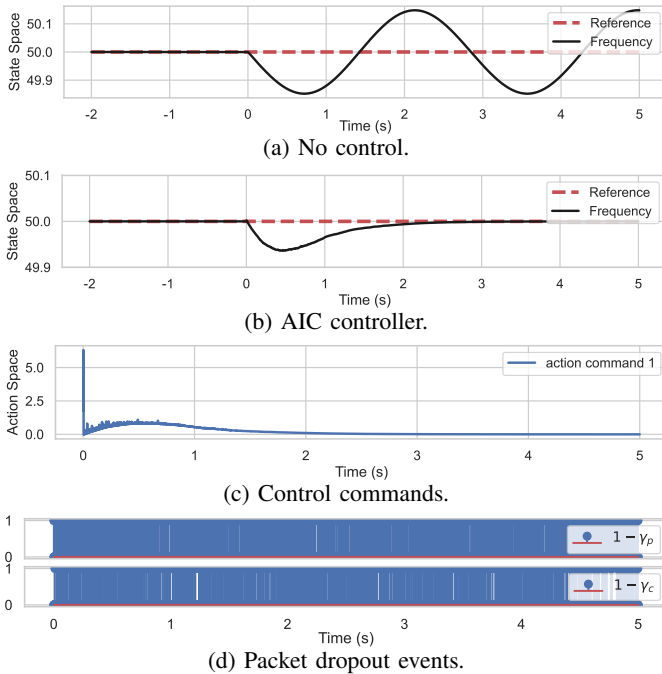 State Space
50.0
49.9
Reference
Frequency
-2 -1 0 1 2 3 4 5
Time (s)
(a) No control.
State Space
50.1
50.0
49.9
Reference
Frequency
-2 -1 0 1 2 3 4 5
Time (s)
(b) AIC controller.
Action Space
5.0
2.5
0.0
action command 1
0 1 2 3 4 5
Time (s)
(c) Control commands.
1
0
1 − γp
1
0
1 − γc
0 1 2 3 4 5
Time (s)
(d) Packet dropout events.